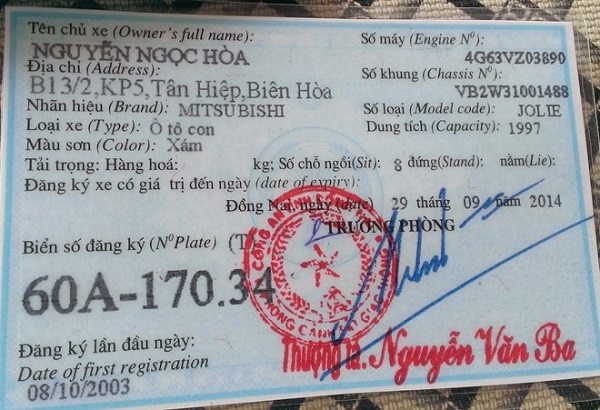 Tên chủ xe (Owner's full name):
NGUYỄN NGỌC HÒA
Địa chỉ (Address):
B13/2,KP5,Tân Hiệp,Biên Hòa
Nhãn hiệu (Brand): MITSUBISHI
Loại xe (Type): Ô tô con
Màu sơn (Color): Xám
Số máy (Engine Nº):
4G63VZ03890
Số khung (Chassis Nº):
VB2W31001488
Số loại (Model code): JOLIE
Dung tích (Capacity): 1997
Tải trọng: Hàng hoá: kg; Số chỗ ngồi(Sit): 8 đứng(Stand): nằm(Lie):
Đăng ký xe có giá trị đến ngày (date of expiry):
Đồng Nai, ngày (date) 29 tháng 09 năm 2014
TRƯỞNG PHÒNG
Biển số đăng ký (NºPlate) (T)
60A-170.34
Thượng tá. Nguyễn Văn Ba
Đăng ký lần đầu ngày:
Date of first registration
08/10/2003